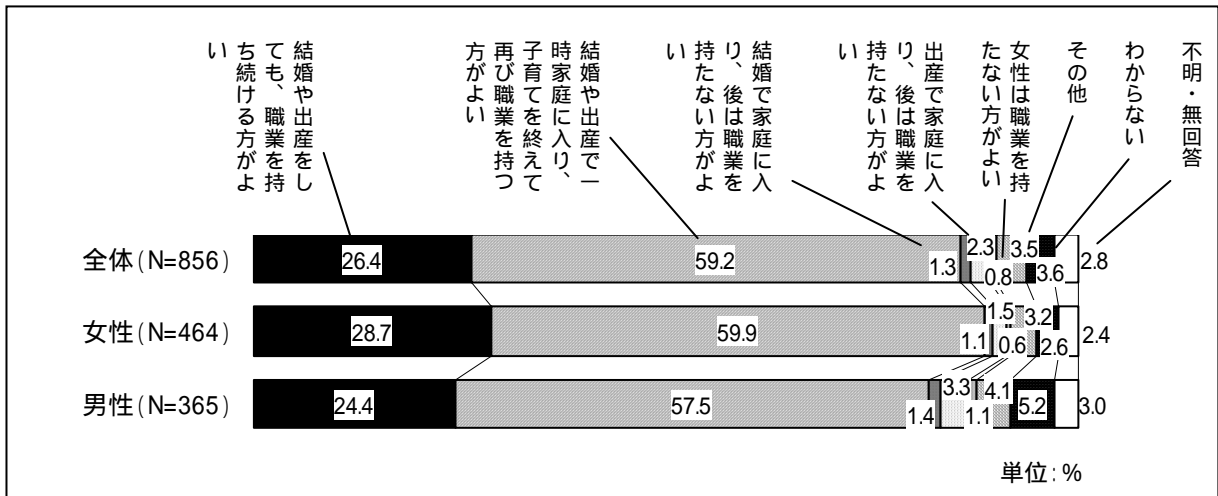 結婚や出産をし
ても、職業を持
ち続ける方がよ
い
結婚や出産で一
時家庭に入り、
子育てを終えて
再び職業を持つ
方がよい
結婚で家庭に入
り、後は職業を
持たない方がよ
い
出産で家庭に入
り、後は職業を
持たない方がよ
い
女性は職業を持
たない方がよい
その他
わからない
不明・無回答
全体(N=856)
26.4
59.2
1.3
2.3
0.8
3.5
3.6
2.8
女性(N=464)
28.7
59.9
1.1
1.5
0.6
3.2
2.6
2.4
男性(N=365)
24.4
57.5
1.4
3.3
1.1
4.1
5.2
3.0
単位:%